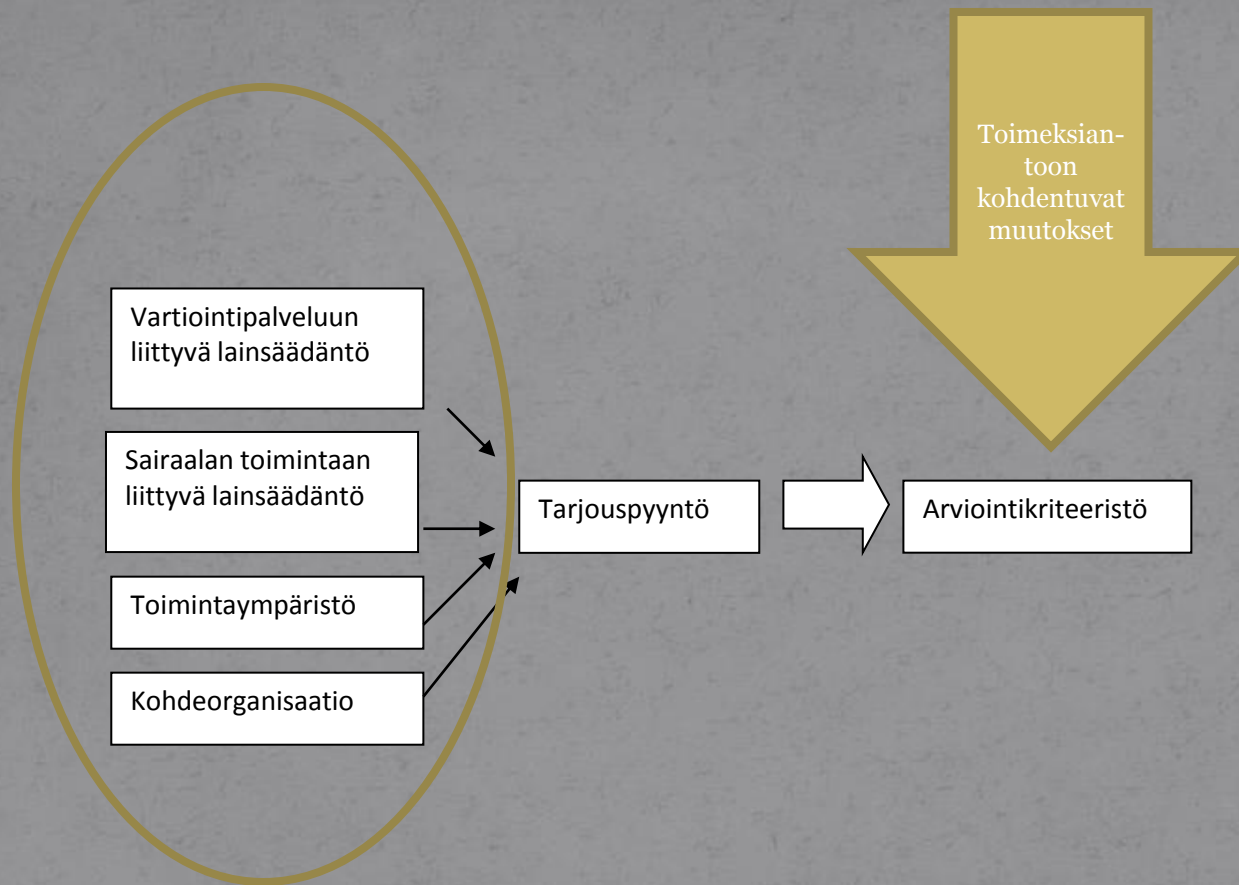 Toimeksian-
toon
kohdentuvat
muutokset
Vartiointipalveluun
liittyvä lainsäädäntö
Sairaalan toimintaan
liittyvä lainsäädäntö
Tarjouspyyntö
Arviointikriteeristö
Toimintaympäristö
Kohdeorganisaatio